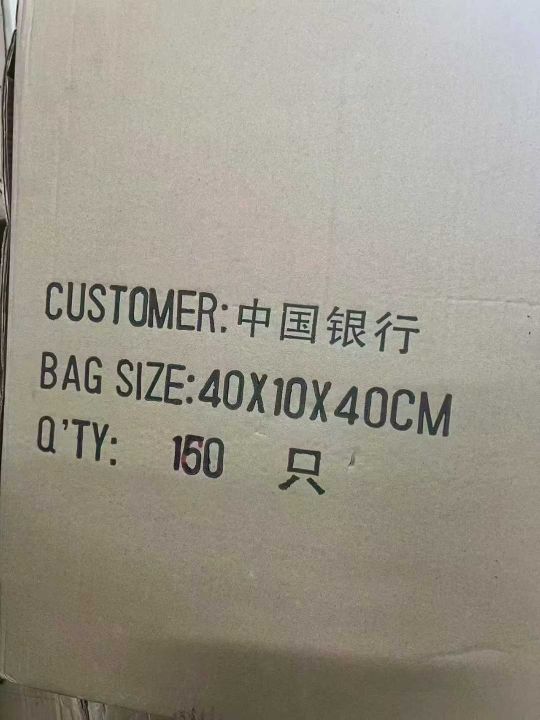 CUSTOMER:中国银行
BAG SIZE:40X10X40CM
Q'TY: 150 只